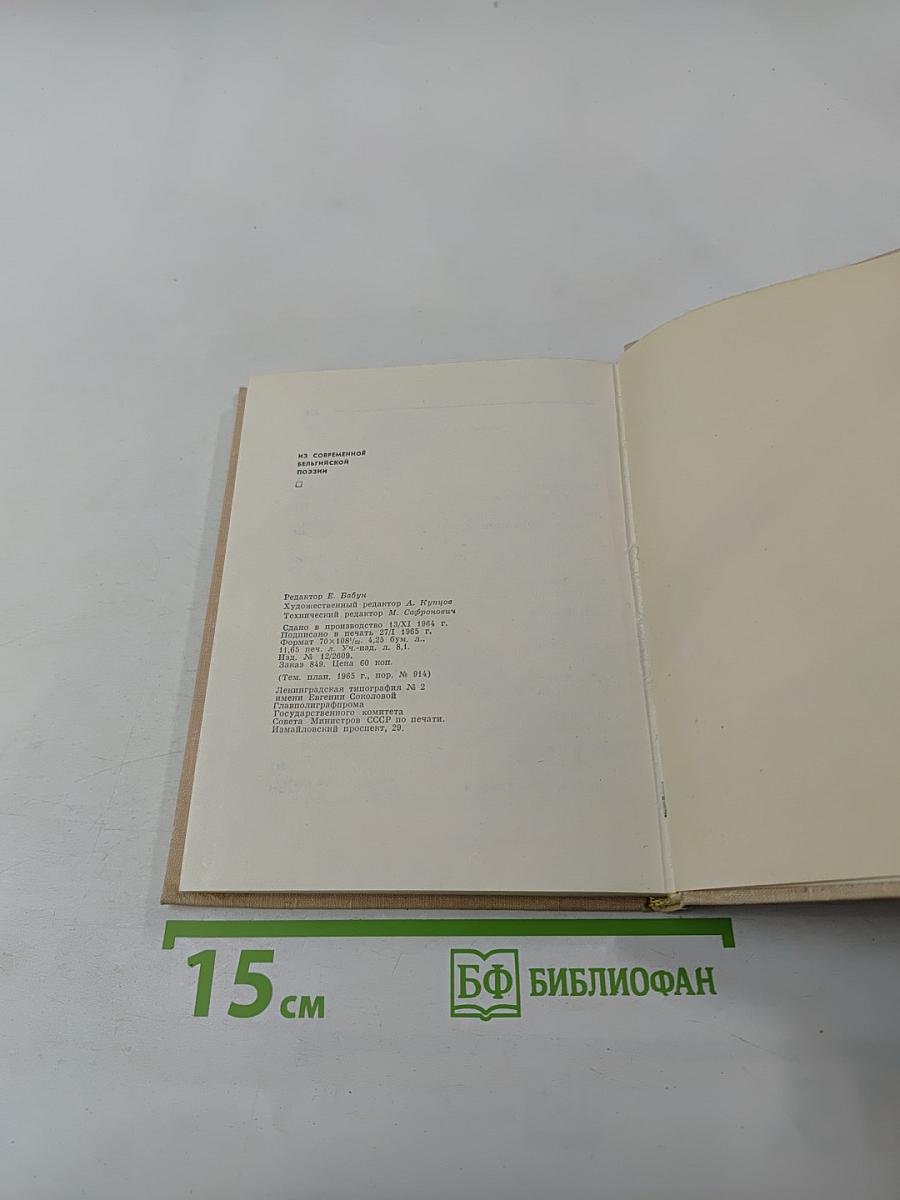 ИЗ СОВРЕМЕННОЙ
БЕЛЬГИЙСКОЙ
ПОЭЗИИ
Редактор Е. Бабун
Художественный редактор А. Купцов
Технический редактор М. Сафронович
Сдано в производство 13/XI 1964 г.
Подписано в печать 27/I 1965 г.
Формат 70×108¹/₃₂. 4,25 бум. л.,
11,65 печ. л. Уч.-изд. л. 8,1.
Изд. № 12/2609.
Заказ 849. Цена 60 коп.
(Тем. план. 1965 г., пор. № 914)
Ленинградская типография № 2
имени Евгении Соколовой
Главполиграфпрома
Государственного комитета
Совета Министров СССР по печати.
Измайловский проспект, 29.
15 см
БФ БИБЛИОФАН